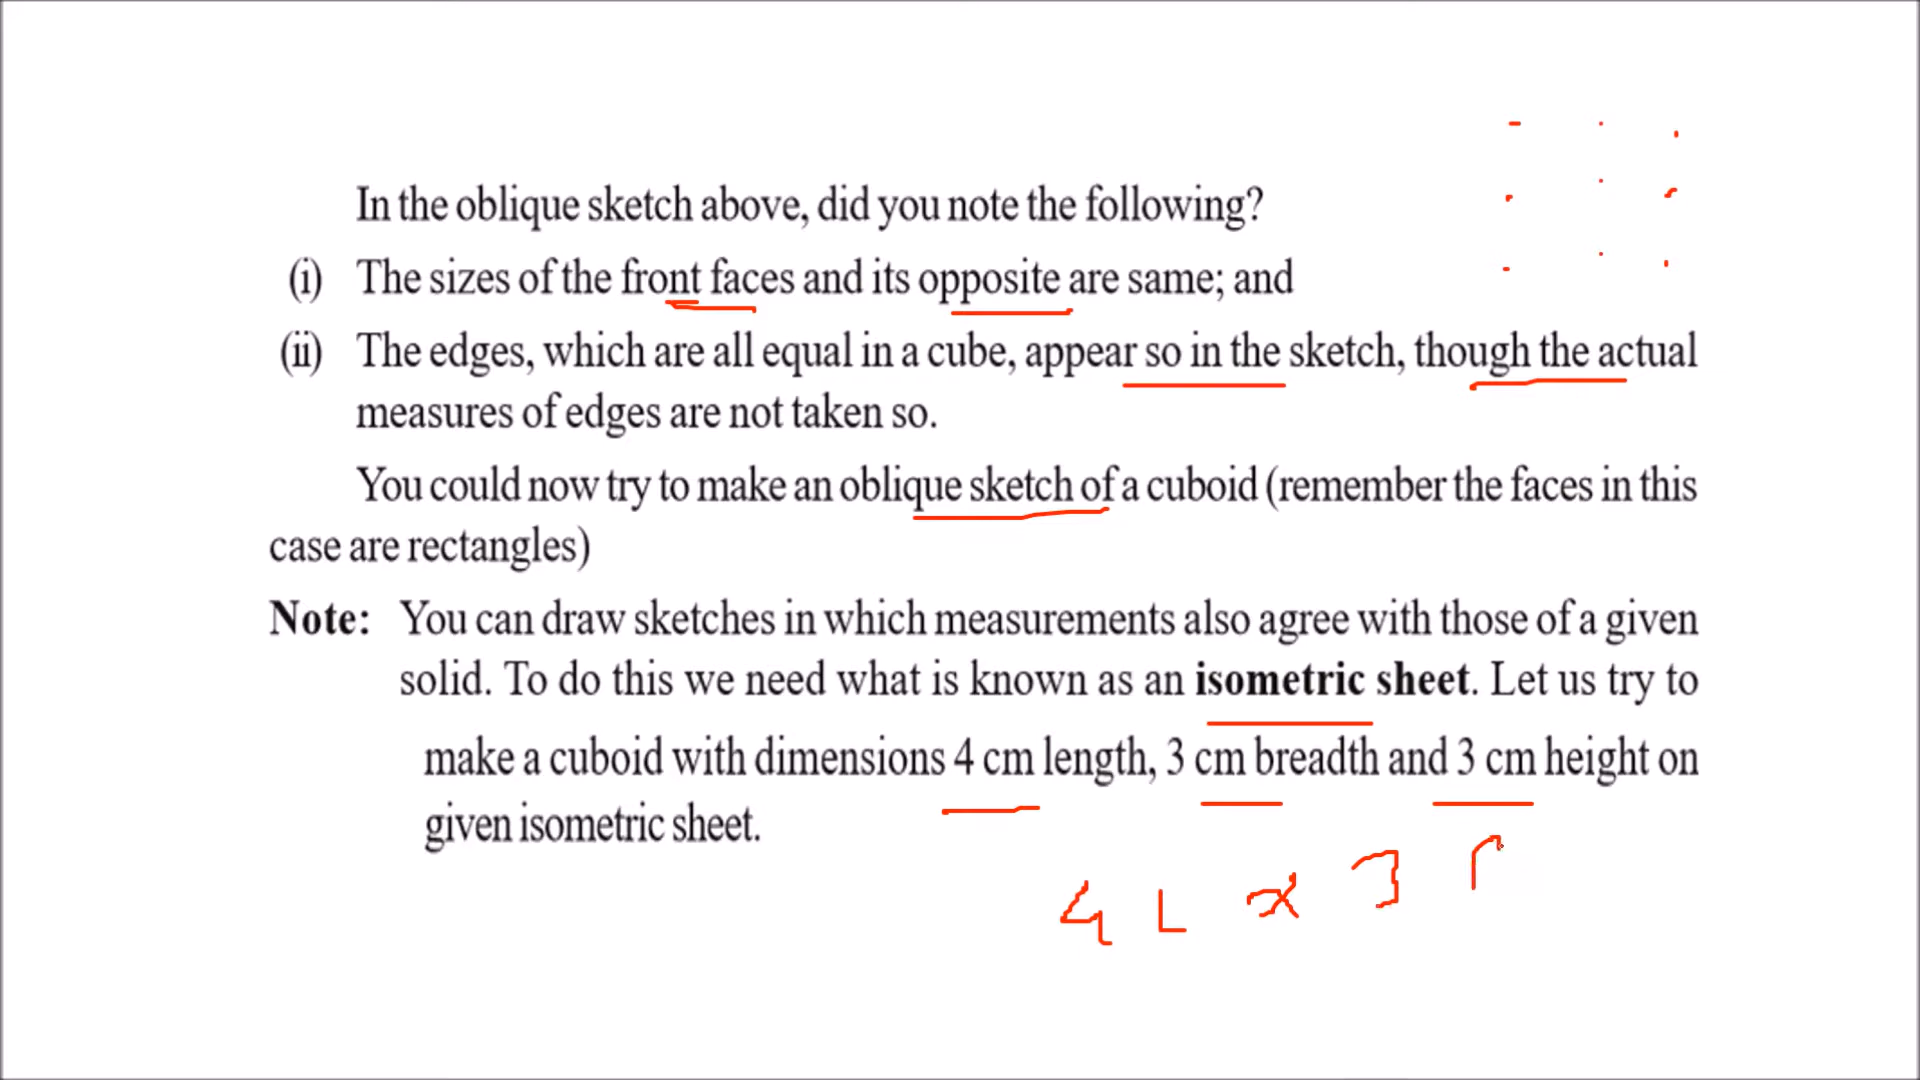 In the oblique sketch above, did you note the following?
(i) The sizes of the front faces and its opposite are same; and
(ii) The edges, which are all equal in a cube, appear so in the sketch, though the actual
measures of edges are not taken so.
You could now try to make an oblique sketch of a cuboid (remember the faces in this
case are rectangles)
Note: You can draw sketches in which measurements also agree with those of a given
solid. To do this we need what is known as an isometric sheet. Let us try to
make a cuboid with dimensions 4 cm length, 3 cm breadth and 3 cm height on
given isometric sheet.
4 L x 3